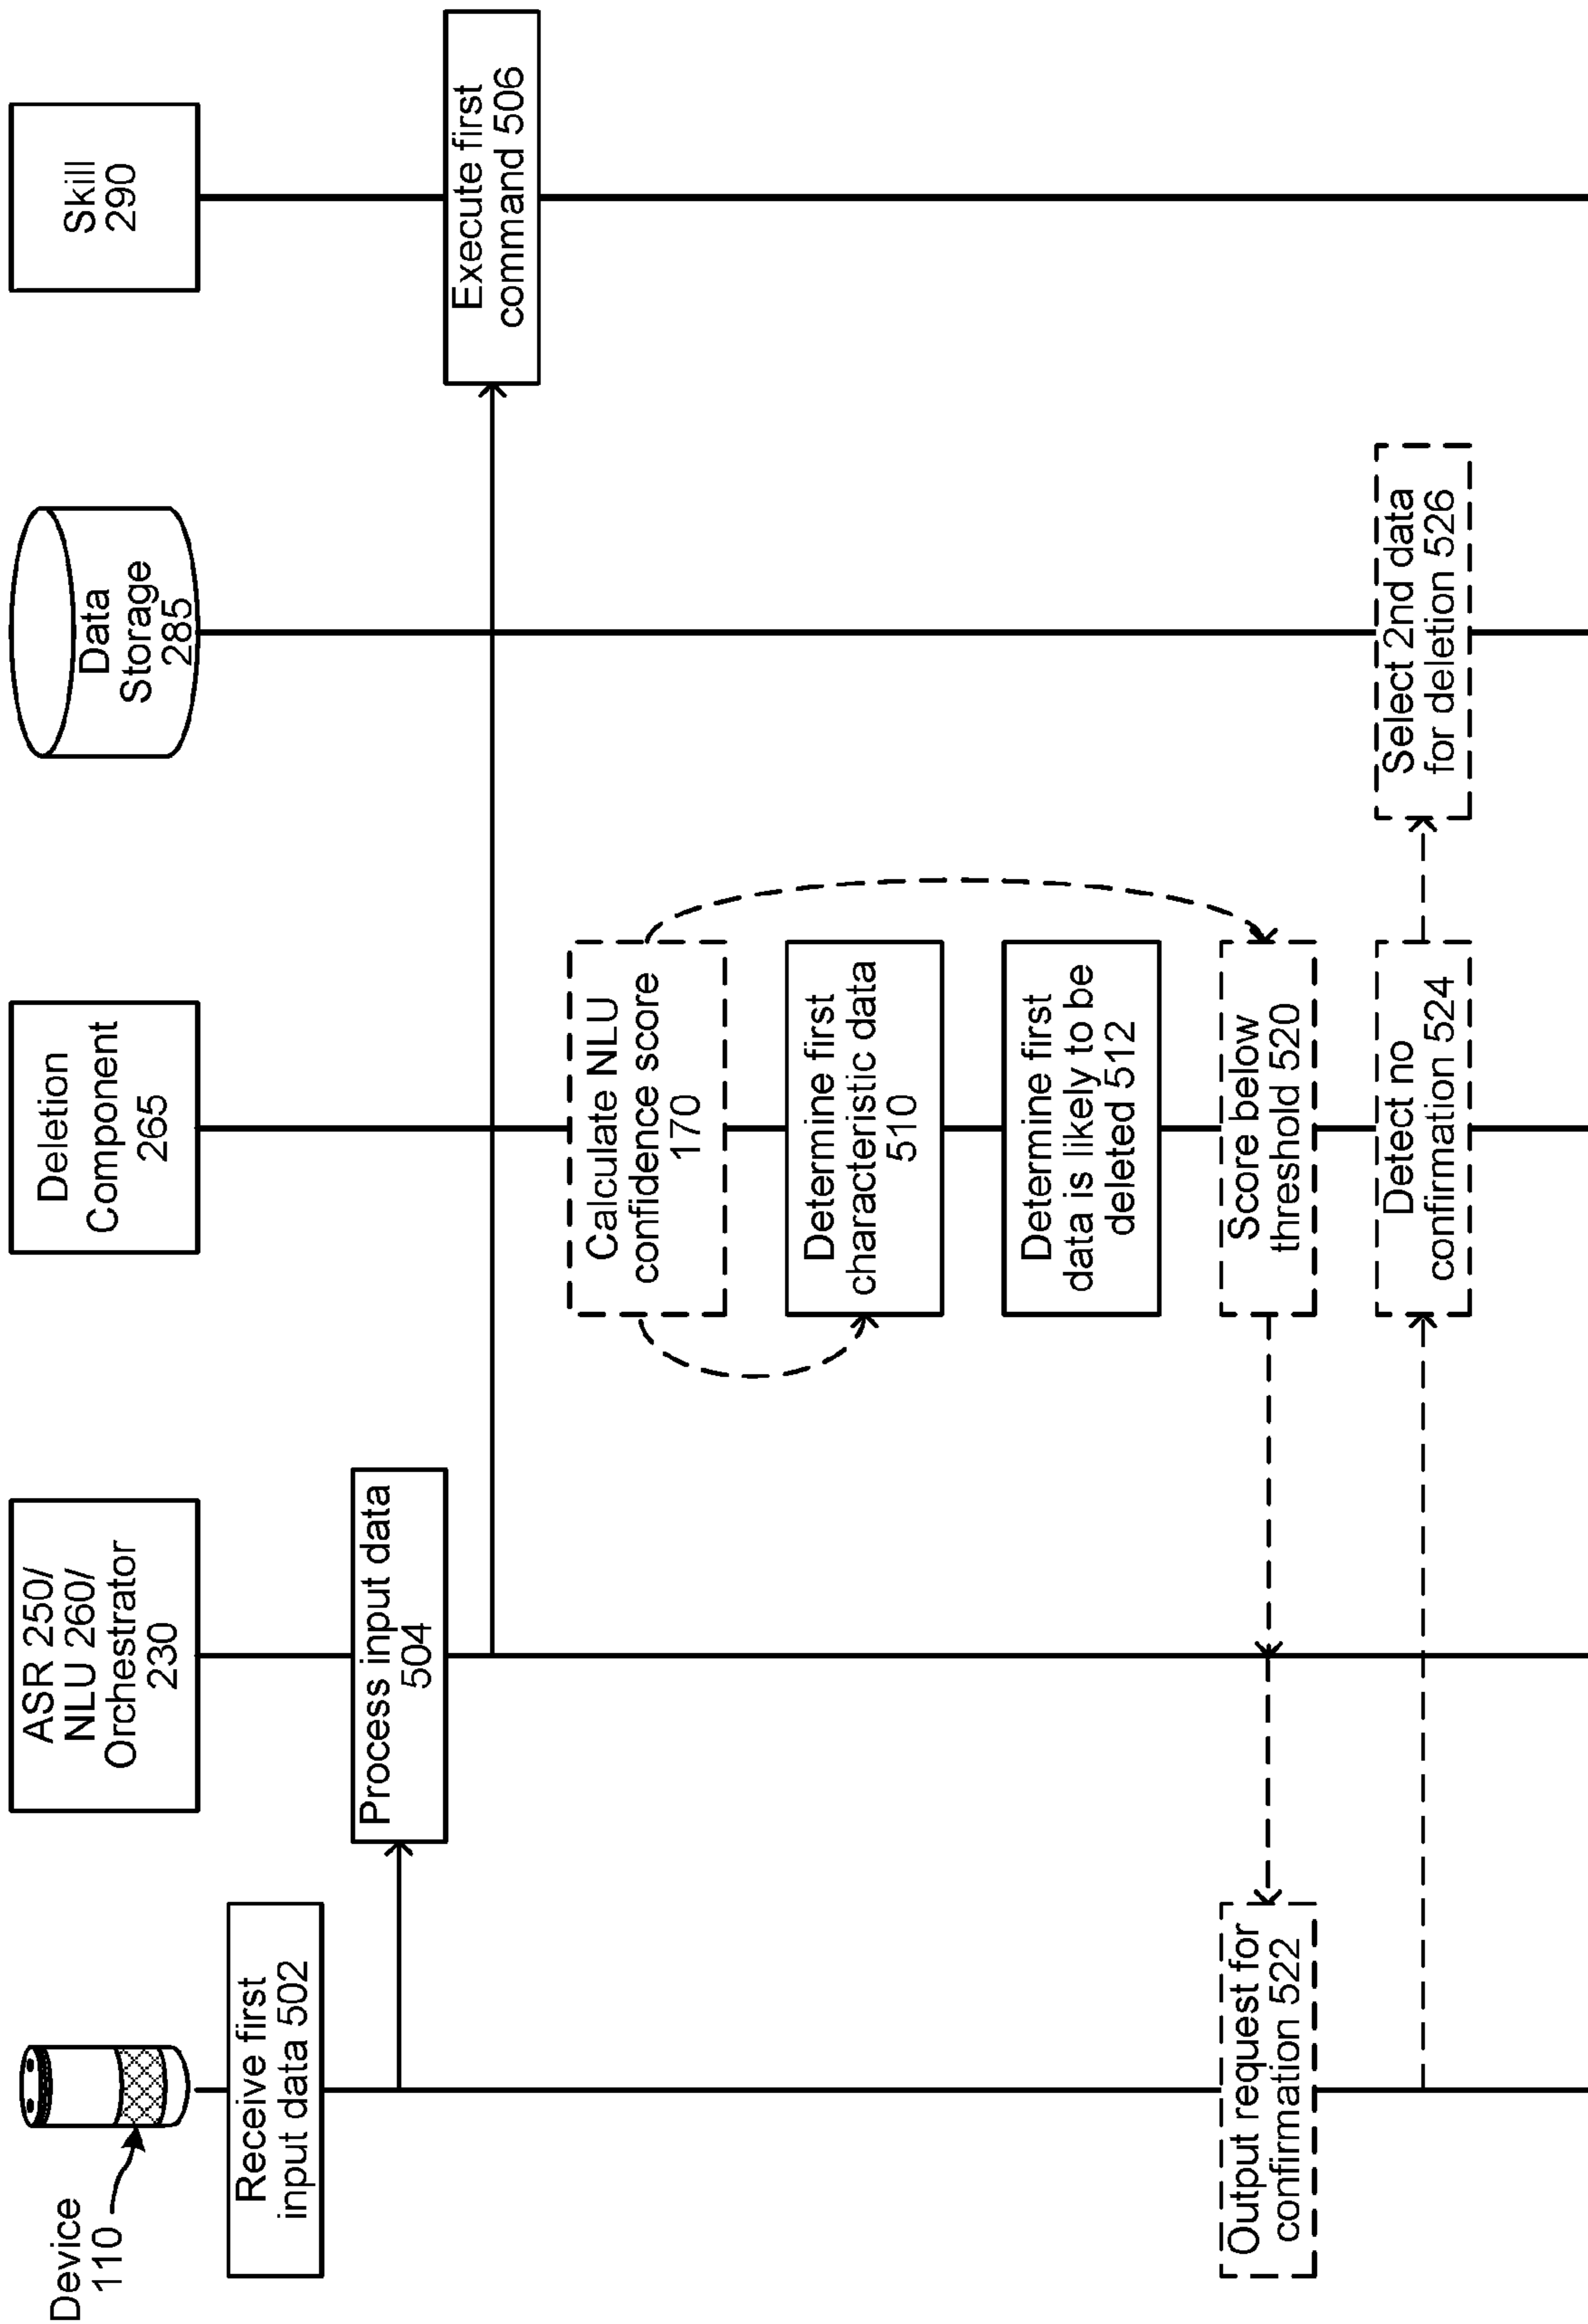 Device
110
ASR 250/
NLU 260/
Orchestrator
230
Deletion
Component
265
Data
Storage
285
Skill
290
Receive first
input data 502
Process input data
504
Execute first
command 506
Calculate NLU
confidence score
170
Determine first
characteristic data
510
Determine first
data is likely to be
deleted 512
Score below
threshold 520
Output request for
confirmation 522
Detect no
confirmation 524
Select 2nd data
for deletion 526